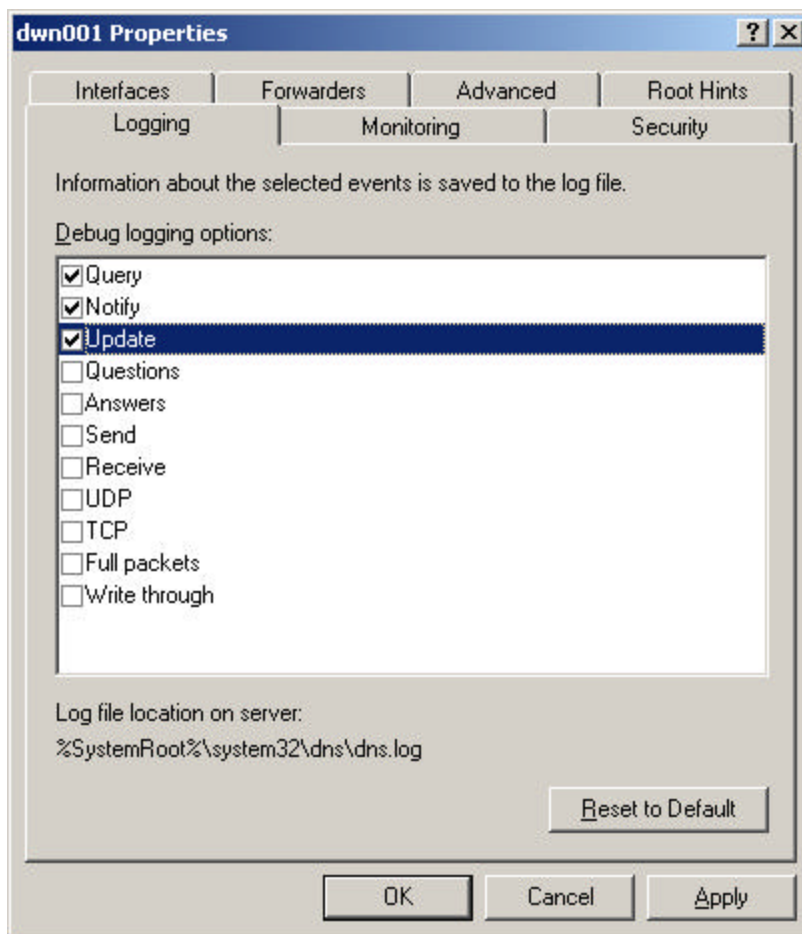 dwn001 Properties
Interfaces Forwarders Advanced Root Hints
Logging Monitoring Security
Information about the selected events is saved to the log file.
Debug logging options:
Query
Notify
Update
Questions
Answers
Send
Receive
UDP
TCP
Full packets
Write through
Log file location on server:
%SystemRoot%\system32\dns\dns.log
Reset to Default
OK Cancel Apply